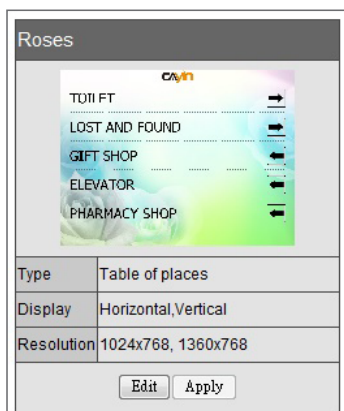 Roses
CAYIN
TOILET
LOST AND FOUND
GIFT SHOP
ELEVATOR
PHARMACY SHOP
Type Table of places
Display Horizontal,Vertical
Resolution 1024x768, 1360x768
Edit Apply